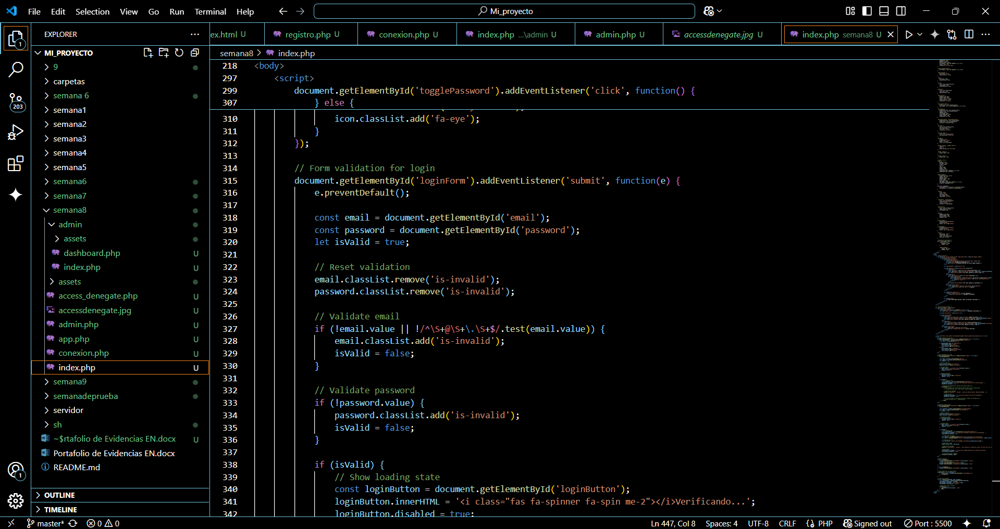 File Edit Selection View Go Run Terminal Help
Mi_proyecto
EXPLORER
ex.html U
registro.php U
conexion.php U
index.php ...\admin U
admin.php U
accessdenegate.jpg U
index.php semana8 U
MI_PROYECTO
9
carpetas
semana 6
semana1
semana2
semana3
semana4
semana5
semana6
semana7
semana8
admin
assets
dashboard.php U
index.php U
assets
access_denegate.php U
accessdenegate.jpg U
admin.php U
app.php U
conexion.php U
index.php U
semana9
semanadeprueba
servidor
sh
~$rtafolio de Evidencias EN.docx U
Portafolio de Evidencias EN.docx
README.md
OUTLINE
TIMELINE
1
203
1
semana8 > index.php
218 <body>
297 <script>
299 document.getElementById('togglePassword').addEventListener('click', function() {
307 } else {
310 icon.classList.add('fa-eye');
311 }
312 });
313
314 // Form validation for login
315 document.getElementById('loginForm').addEventListener('submit', function(e) {
316 e.preventDefault();
317
318 const email = document.getElementById('email');
319 const password = document.getElementById('password');
320 let isValid = true;
321
322 // Reset validation
323 email.classList.remove('is-invalid');
324 password.classList.remove('is-invalid');
325
326 // Validate email
327 if (!email.value || !/^\S+@\S+\.\S+$/.test(email.value)) {
328 email.classList.add('is-invalid');
329 isValid = false;
330 }
331
332 // Validate password
333 if (!password.value) {
334 password.classList.add('is-invalid');
335 isValid = false;
336 }
337
338 if (isValid) {
339 // Show loading state
340 const loginButton = document.getElementById('loginButton');
341 loginButton.innerHTML = '<i class="fas fa-spinner fa-spin me-2"></i>Verificando...';
342 loginButton.disabled = true;
master* 0 0 Ln 447, Col 8 Spaces: 4 UTF-8 CRLF PHP Signed out Port : 5500